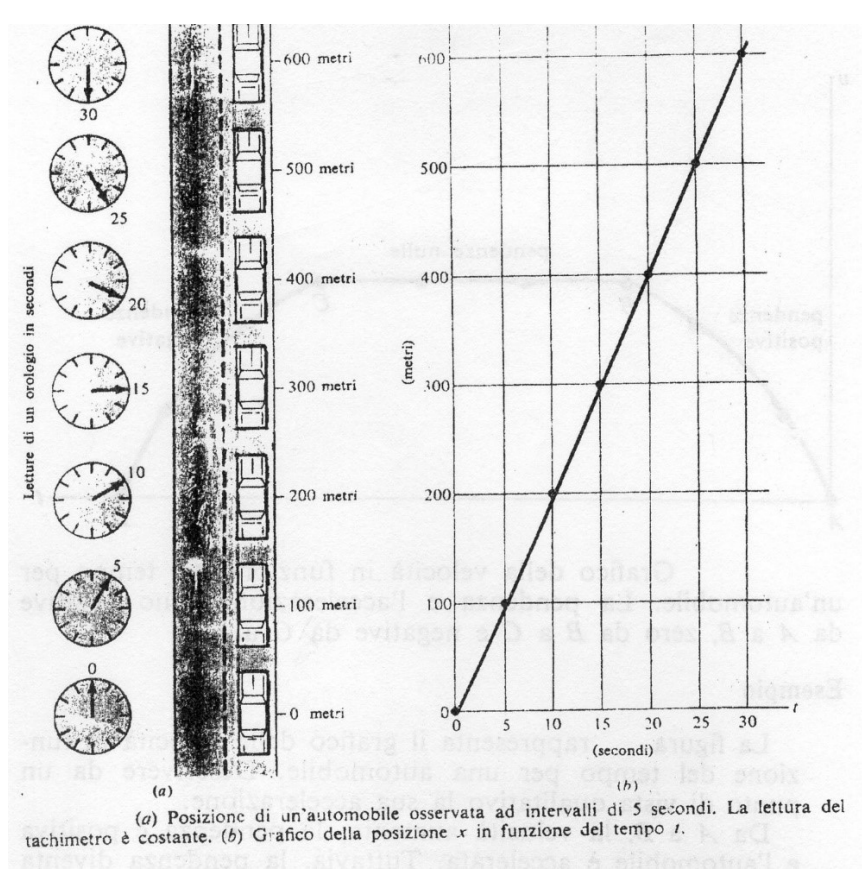 Letture di un orologio in secondi
30
25
20
15
10
5
0
600 metri
500 metri
400 metri
300 metri
200 metri
100 metri
0 metri
(a)
(metri)
600
500
400
300
200
100
0
0 5 10 15 20 25 30 t
(secondi)
(b)
(a) Posizione di un'automobile osservata ad intervalli di 5 secondi. La lettura del
tachimetro è costante. (b) Grafico della posizione x in funzione del tempo t.